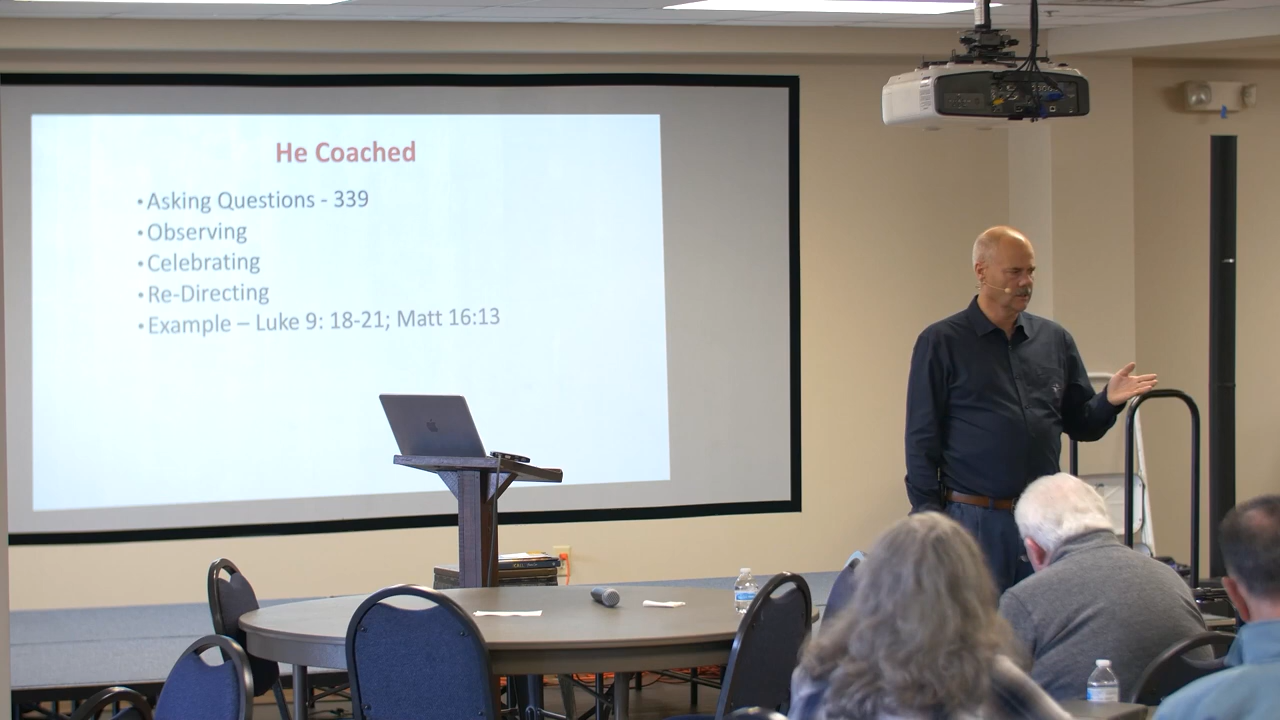 He Coached
•Asking Questions - 339
•Observing
•Celebrating
•Re-Directing
•Example – Luke 9: 18-21; Matt 16:13